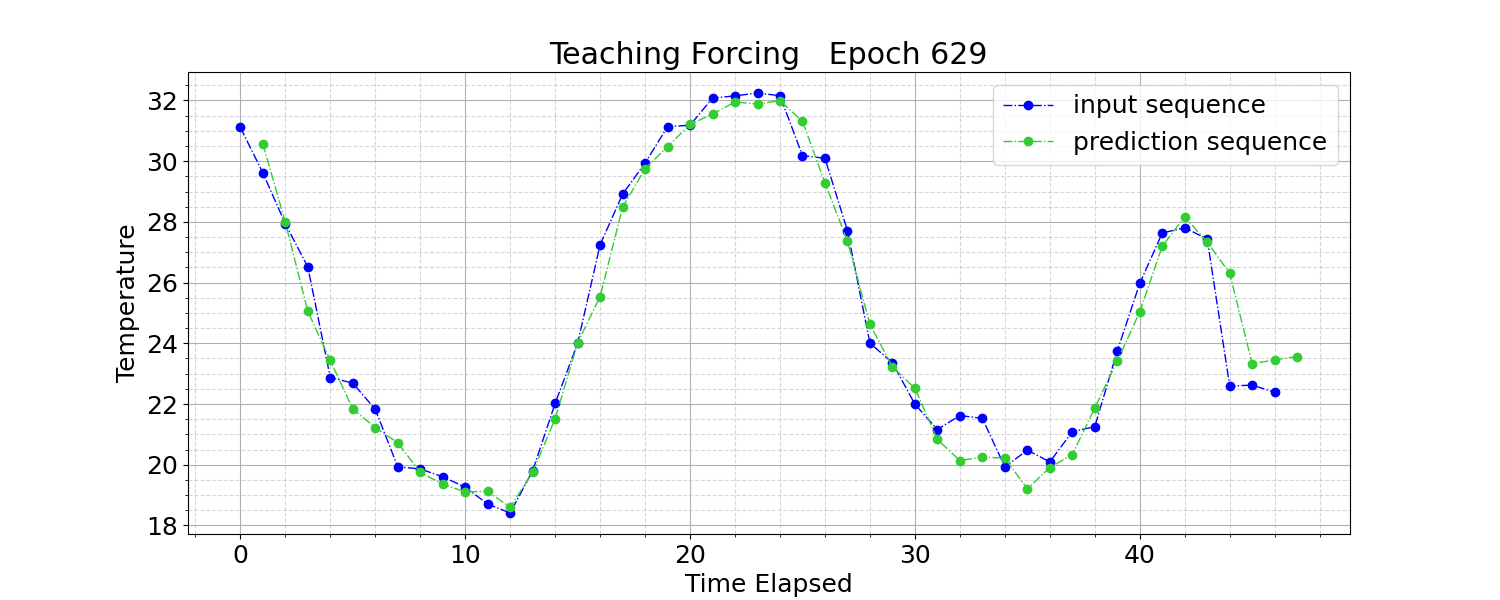 Teaching Forcing   Epoch 629
input sequence
prediction sequence
Temperature
32
30
28
26
24
22
20
18
0 10 20 30 40
Time Elapsed